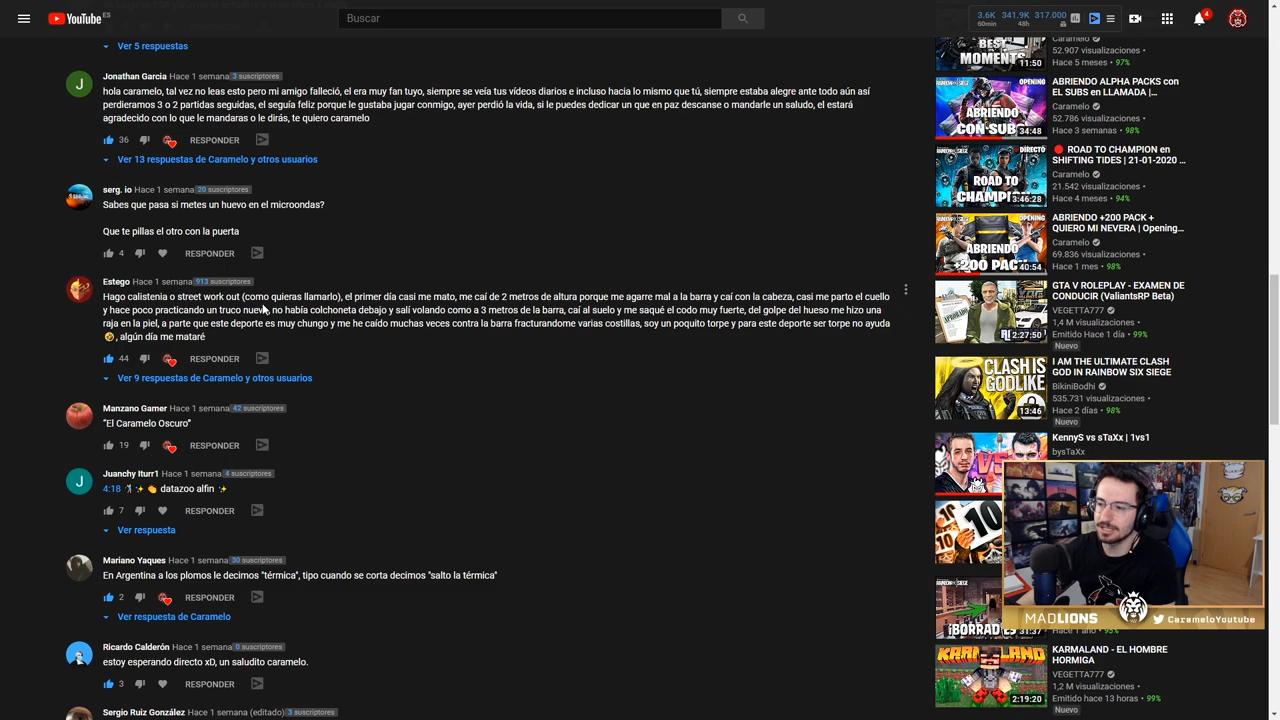 YouTube ES
Buscar
3.6K 341.9K 317.000
60min 48h
4
Ver 5 respuestas
Jonathan Garcia Hace 1 semana 3 suscriptores
hola caramelo, tal vez no leas esto pero mi amigo falleció, el era muy fan tuyo, siempre se veía tus vídeos diarios e incluso hacia lo mismo que tú, siempre estaba alegre ante todo aún así
perdieramos 3 o 2 partidas seguidas, el seguía feliz porque le gustaba jugar conmigo, ayer perdió la vida, si le puedes dedicar un que en paz descanse o mandarle un saludo, el estará
agradecido con lo que le mandaras o le dirás, te quiero caramelo
36 RESPONDER
Ver 13 respuestas de Caramelo y otros usuarios
serg. io Hace 1 semana 20 suscriptores
Sabes que pasa si metes un huevo en el microondas?
Que te pillas el otro con la puerta
4 RESPONDER
Estego Hace 1 semana 913 suscriptores
Hago calistenia o street work out (como quieras llamarlo), el primer día casi me mato, me caí de 2 metros de altura porque me agarre mal a la barra y caí con la cabeza, casi me parto el cuello
y hace poco practicando un truco nuevo, no había colchoneta debajo y salí volando como a 3 metros de la barra, caí al suelo y me saqué el codo muy fuerte, del golpe del hueso me hizo una
raja en la piel, a parte que este deporte es muy chungo y me he caído muchas veces contra la barra fracturandome varias costillas, soy un poquito torpe y para este deporte ser torpe no ayuda
🤣, algún día me mataré
44 RESPONDER
Ver 9 respuestas de Caramelo y otros usuarios
Manzano Gamer Hace 1 semana 42 suscriptores
“El Caramelo Oscuro”
19 RESPONDER
Juanchy Iturr1 Hace 1 semana 4 suscriptores
4:18 datazoo alfin ✨
7 RESPONDER
Ver respuesta
Mariano Yaques Hace 1 semana 30 suscriptores
En Argentina a los plomos le decimos "térmica", tipo cuando se corta decimos "salto la térmica"
2 RESPONDER
Ver respuesta de Caramelo
Ricardo Calderón Hace 1 semana 0 suscriptores
estoy esperando directo xD, un saludito caramelo.
3 RESPONDER
Sergio Ruiz González Hace 1 semana (editado) 3 suscriptores
BEST
MOMENTS
11:50
Caramelo
52.907 visualizaciones •
Hace 5 meses • 97%
ABRIENDO
CON SUBS
34:48
ABRIENDO ALPHA PACKS con
EL SUBS en LLAMADA |...
Caramelo
52.786 visualizaciones •
Hace 3 semanas • 98%
DIRECTO
ROAD TO
CHAMPION
3:46:28
ROAD TO CHAMPION en
SHIFTING TIDES | 21-01-2020 ...
Caramelo
21.542 visualizaciones •
Hace 4 meses • 94%
OPENING
ABRIENDO
+200 PACK
40:54
ABRIENDO +200 PACK +
QUIERO MI NEVERA | Opening...
Caramelo
69.836 visualizaciones •
Hace 1 mes • 98%
2:27:50
GTA V ROLEPLAY - EXAMEN DE
CONDUCIR (ValiantsRP Beta)
VEGETTA777
1,4 M visualizaciones •
Emitido Hace 1 día • 99%
Nuevo
CLASH IS
GODLIKE
13:46
I AM THE ULTIMATE CLASH
GOD IN RAINBOW SIX SIEGE
BikiniBodhi
535.731 visualizaciones •
Hace 2 días • 98%
Nuevo
VS
KennyS vs sTaXx | 1vs1
bysTaXx
10
¡BORRADES
31:37
MADLIONS
CarameloYoutube
KARMALAND
2:19:20
KARMALAND - EL HOMBRE
HORMIGA
VEGETTA777
1,2 M visualizaciones •
Emitido hace 13 horas • 99%
Nuevo